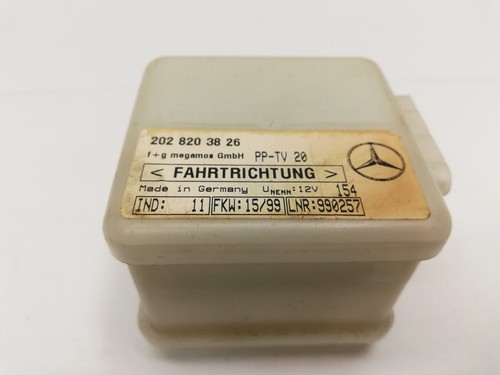 202 820 38 26
f+g megamos GmbH PP-TV 20
< FAHRTRICHTUNG >
Made in Germany UNENN:12V 154
IND: 11 FKW:15/99 LNR:990257